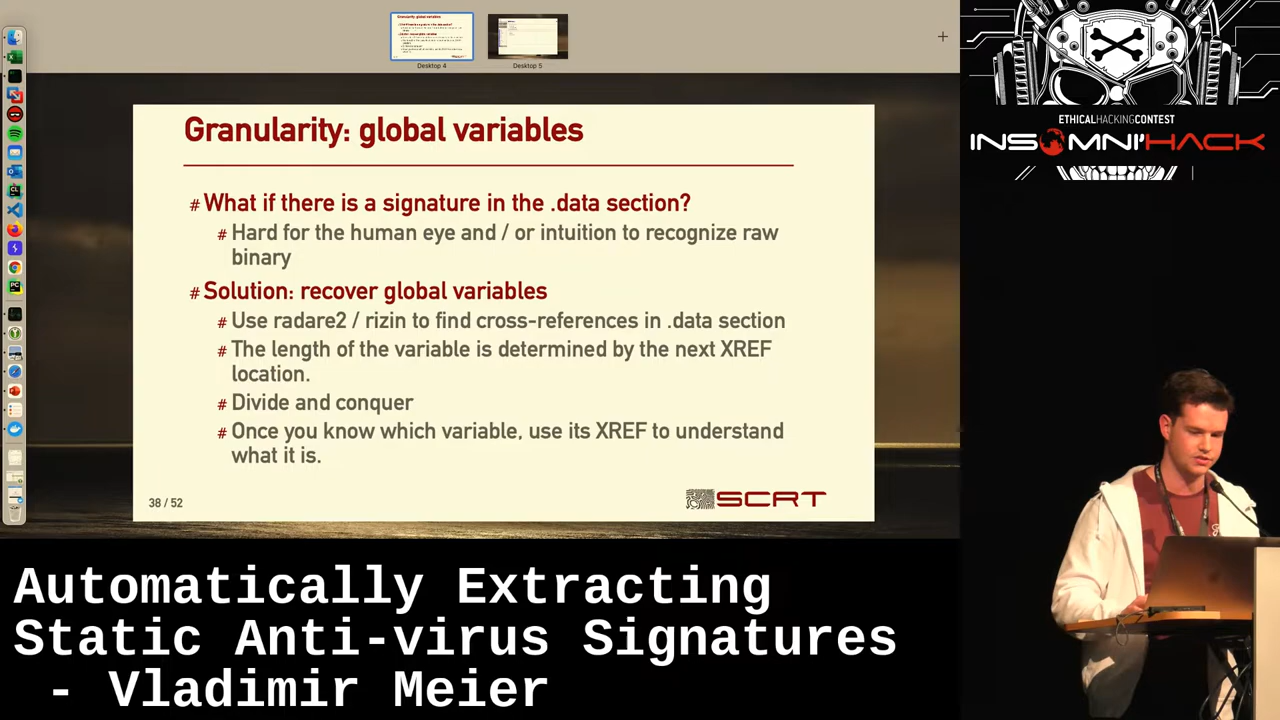 Desktop 4
Desktop 5
Granularity: global variables
# What if there is a signature in the .data section?
# Hard for the human eye and / or intuition to recognize raw
binary
# Solution: recover global variables
# Use radare2 / rizin to find cross-references in .data section
# The length of the variable is determined by the next XREF
location.
# Divide and conquer
# Once you know which variable, use its XREF to understand
what it is.
38 / 52
SCRT
ETHICALHACKINGCONTEST
INSOMNI'HACK
Automatically Extracting
Static Anti-virus Signatures
- Vladimir Meier